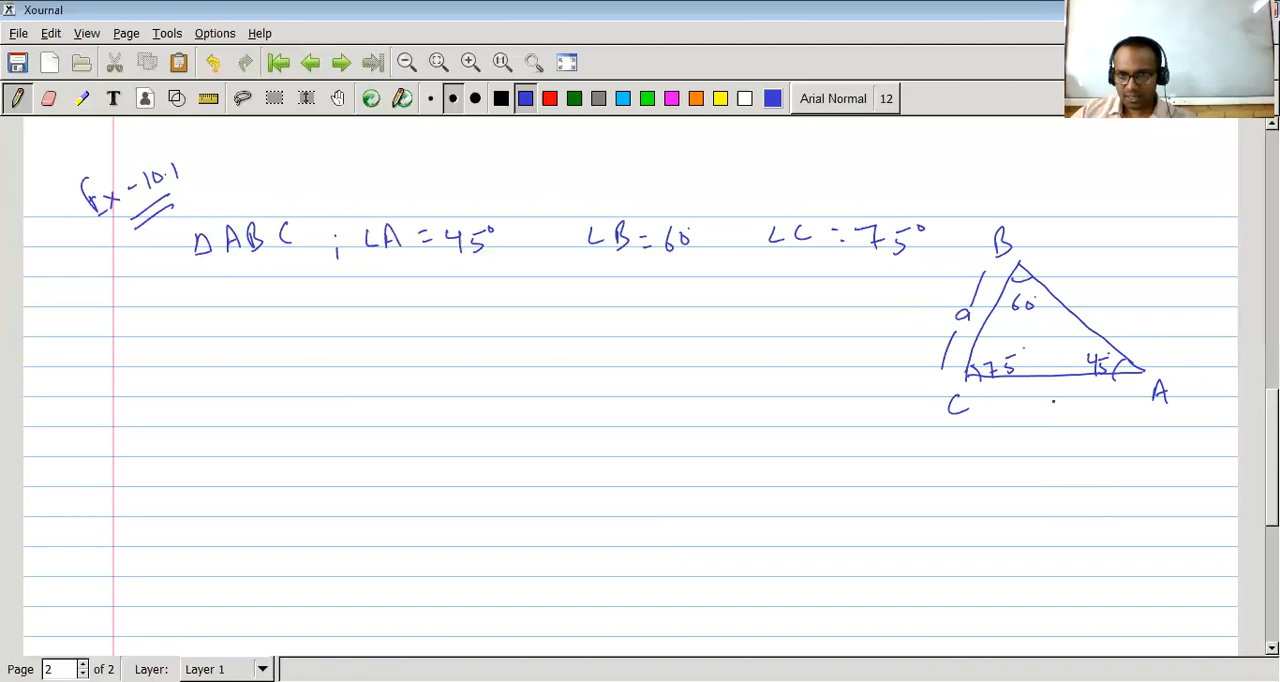 Xournal
File Edit View Page Tools Options Help
Arial Normal 12
Ex - 10.1
Δ ABC ; ∠A = 45° ∠B = 60° ∠C = 75°
B
60°
a
75° 45°
C A
Page 2 of 2 Layer: Layer 1